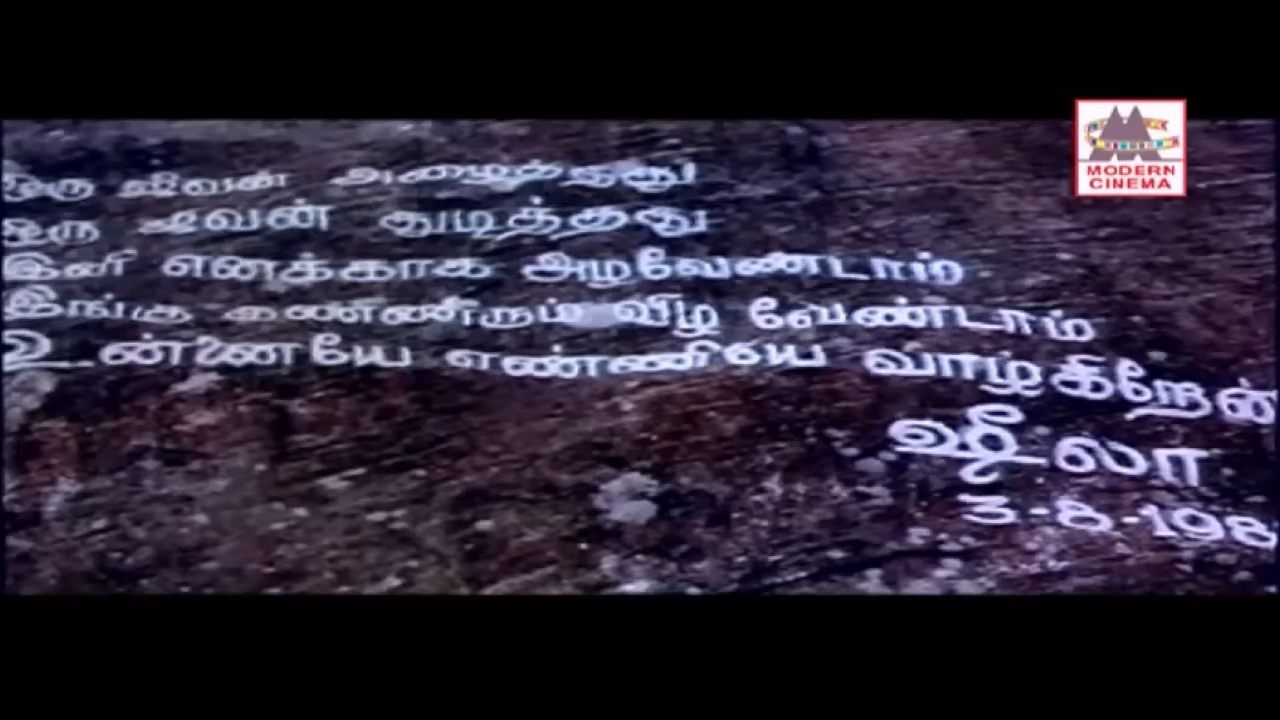 ஒரு ஜீவன் அழைத்தது
ஒரு ஜீவன் துடித்தது
இனி எனக்காக அழவேண்டாம்
இங்கு கண்ணீரும் விழ வேண்டாம்
உன்னையே எண்ணியே வாழ்கிறேன்
ஷீலா
3-8-198
MODERN
CINEMA